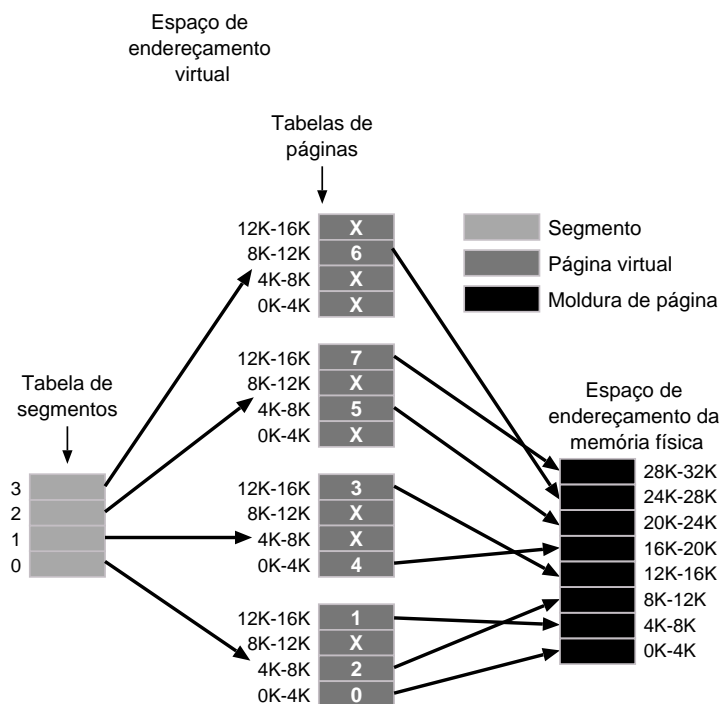 Espaço de
endereçamento
virtual
Tabelas de
páginas
12K-16K X
8K-12K 6
4K-8K X
0K-4K X
Segmento
Página virtual
Moldura de página
12K-16K 7
8K-12K X
4K-8K 5
0K-4K X
Tabela de
segmentos
3
2
1
0
12K-16K 3
8K-12K X
4K-8K X
0K-4K 4
12K-16K 1
8K-12K X
4K-8K 2
0K-4K 0
Espaço de
endereçamento da
memória física
28K-32K
24K-28K
20K-24K
16K-20K
12K-16K
8K-12K
4K-8K
0K-4K